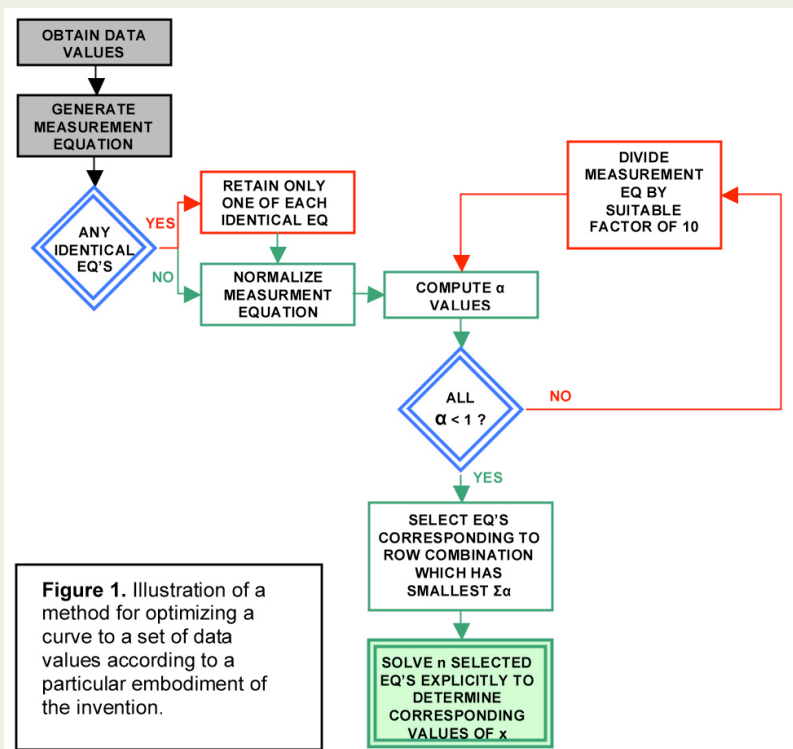 OBTAIN DATA
VALUES
GENERATE
MEASUREMENT
EQUATION
ANY
IDENTICAL
EQ'S
YES
NO
RETAIN ONLY
ONE OF EACH
IDENTICAL EQ
NORMALIZE
MEASURMENT
EQUATION
COMPUTE α
VALUES
DIVIDE
MEASUREMENT
EQ BY
SUITABLE
FACTOR OF 10
ALL
α < 1 ?
NO
YES
SELECT EQ'S
CORRESPONDING TO
ROW COMBINATION
WHICH HAS
SMALLEST Σα
SOLVE n SELECTED
EQ'S EXPLICITLY TO
DETERMINE
CORRESPONDING
VALUES OF x
Figure 1. Illustration of a
method for optimizing a
curve to a set of data
values according to a
particular embodiment of
the invention.